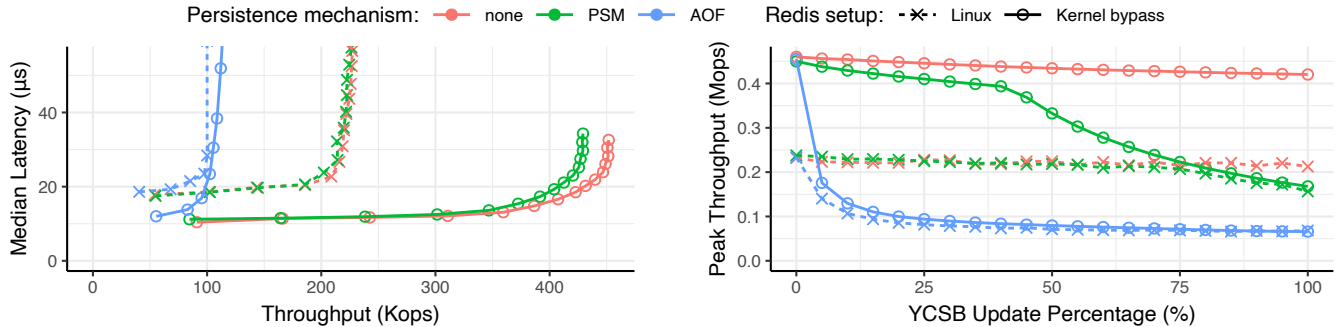 Persistence mechanism: none PSM AOF Redis setup: Linux Kernel bypass
Median Latency (µs)
40
20
0
0 100 200 300 400
Throughput (Kops)
Peak Throughput (Mops)
0.4
0.3
0.2
0.1
0.0
0 25 50 75 100
YCSB Update Percentage (%)